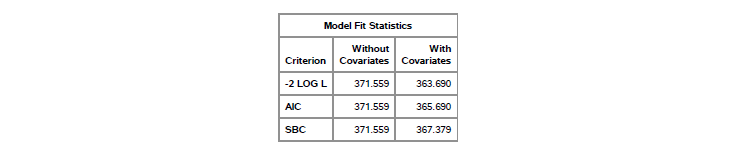 Model Fit Statistics
Without With
Criterion Covariates Covariates
-2 LOG L 371.559 363.690
AIC 371.559 365.690
SBC 371.559 367.379